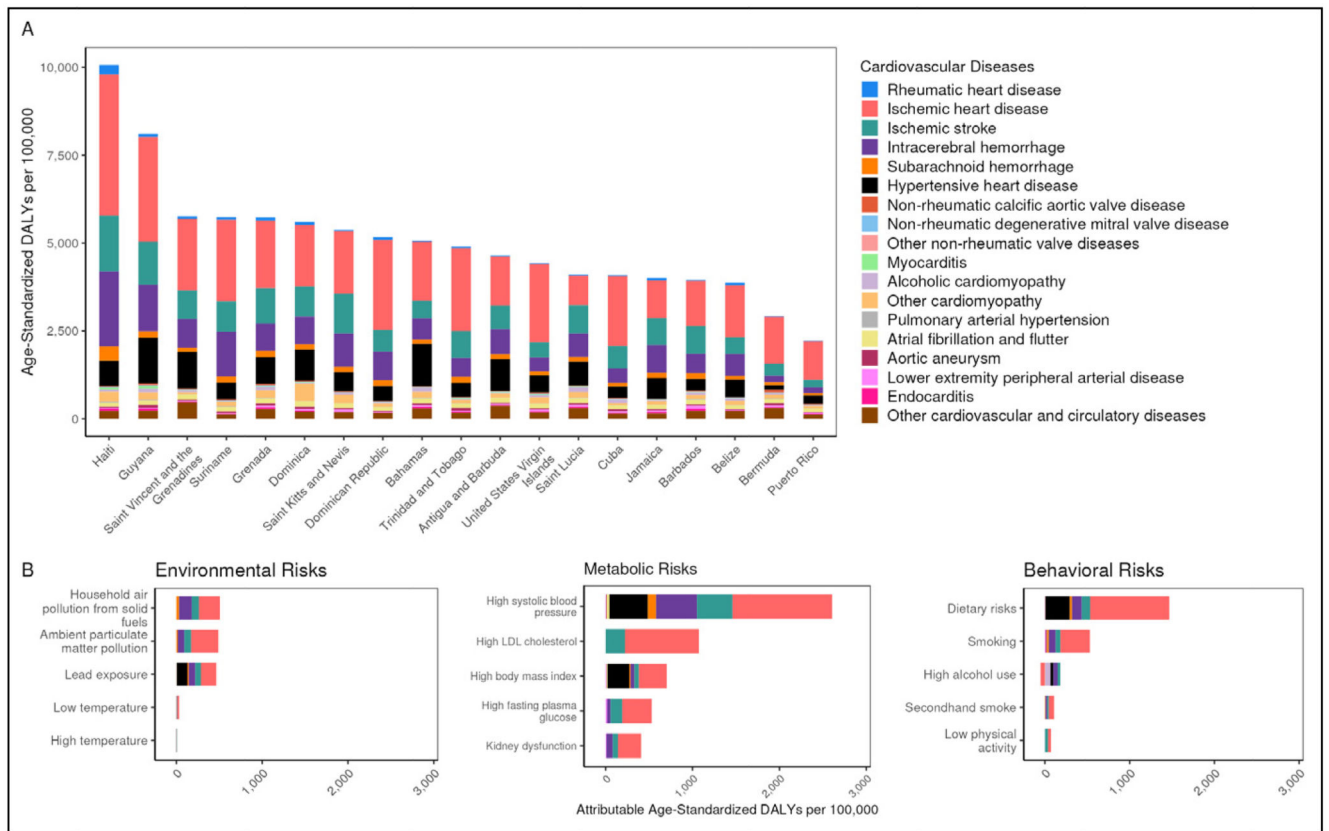 A
Age-Standardized DALYs per 100,000
10,000
7,500
5,000
2,500
0
Haiti
Guyana
Saint Vincent and the
Grenadines
Suriname
Grenada
Dominica
Saint Kitts and Nevis
Dominican Republic
Bahamas
Trinidad and Tobago
Antigua and Barbuda
United States Virgin
Islands
Saint Lucia
Cuba
Jamaica
Barbados
Belize
Bermuda
Puerto Rico
Cardiovascular Diseases
Rheumatic heart disease
Ischemic heart disease
Ischemic stroke
Intracerebral hemorrhage
Subarachnoid hemorrhage
Hypertensive heart disease
Non-rheumatic calcific aortic valve disease
Non-rheumatic degenerative mitral valve disease
Other non-rheumatic valve diseases
Myocarditis
Alcoholic cardiomyopathy
Other cardiomyopathy
Pulmonary arterial hypertension
Atrial fibrillation and flutter
Aortic aneurysm
Lower extremity peripheral arterial disease
Endocarditis
Other cardiovascular and circulatory diseases
B
Environmental Risks
Household air
pollution from solid
fuels
Ambient particulate
matter pollution
Lead exposure
Low temperature
High temperature
0
1,000
2,000
3,000
Metabolic Risks
High systolic blood
pressure
High LDL cholesterol
High body mass index
High fasting plasma
glucose
Kidney dysfunction
0
1,000
2,000
3,000
Attributable Age-Standardized DALYs per 100,000
Behavioral Risks
Dietary risks
Smoking
High alcohol use
Secondhand smoke
Low physical
activity
0
1,000
2,000
3,000